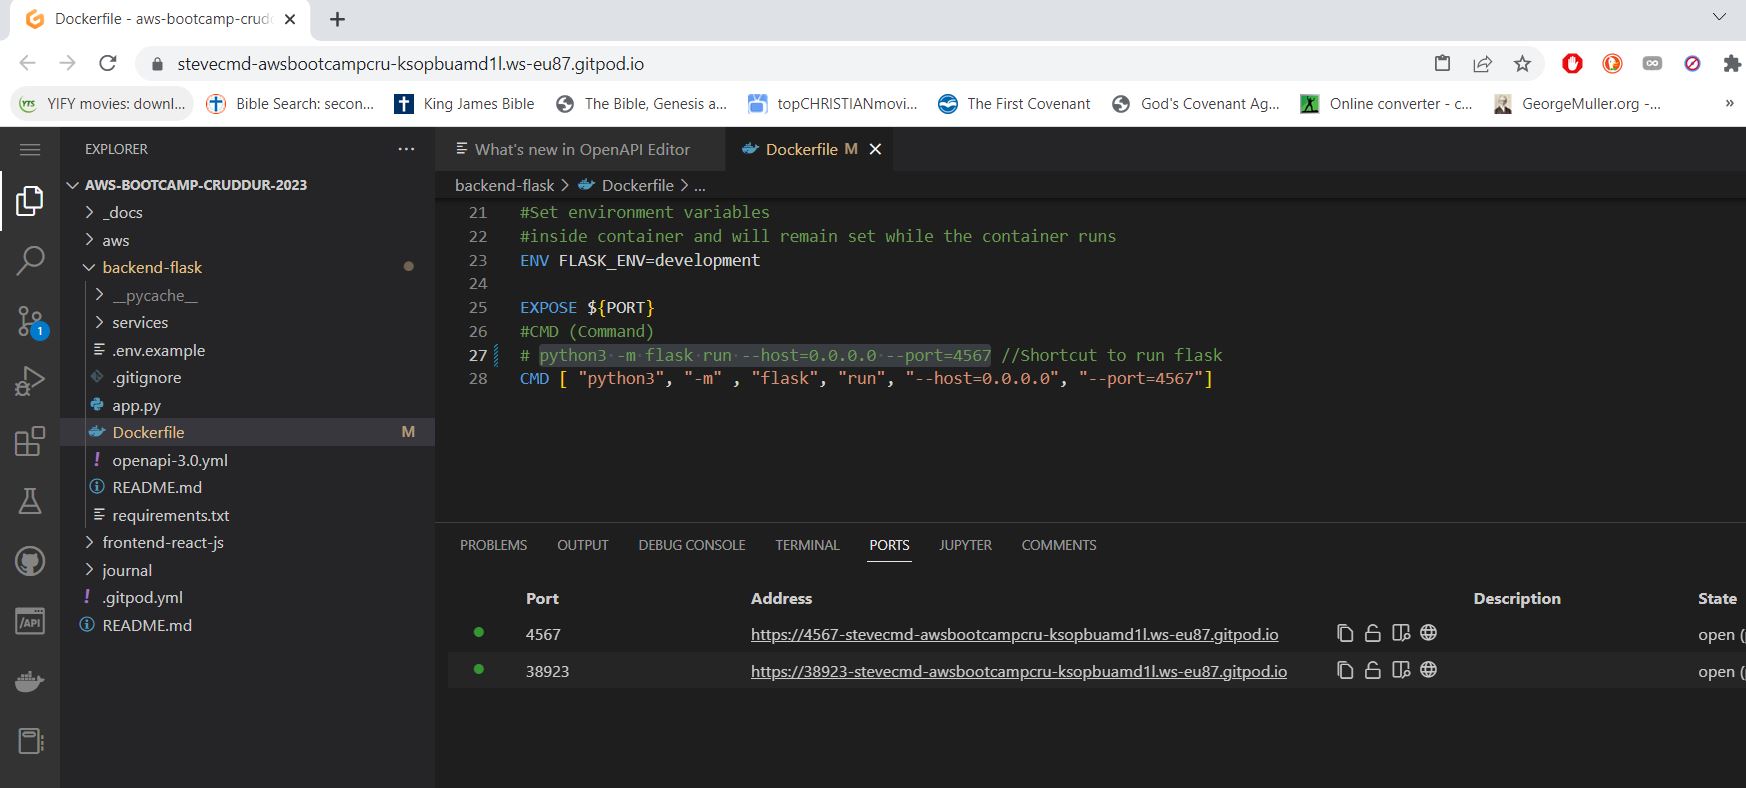 Dockerfile - aws-bootcamp-crudd
stevecmd-awsbootcampcru-ksopbuamd1l.ws-eu87.gitpod.io
YTS YIFY movies: downl... Bible Search: secon... King James Bible The Bible, Genesis a... topCHRISTIANmovi... The First Covenant God's Covenant Ag... Online converter - c... GeorgeMuller.org -... »
EXPLORER ...
AWS-BOOTCAMP-CRUDDUR-2023
_docs
aws
backend-flask
__pycache__
services
.env.example
.gitignore
app.py
Dockerfile M
openapi-3.0.yml
README.md
requirements.txt
frontend-react-js
journal
.gitpod.yml
README.md
1
/API
What's new in OpenAPI Editor Dockerfile M
backend-flask > Dockerfile > ...
21 #Set environment variables
22 #inside container and will remain set while the container runs
23 ENV FLASK_ENV=development
24
25 EXPOSE ${PORT}
26 #CMD (Command)
27 # python3 -m flask run --host=0.0.0.0 --port=4567 //Shortcut to run flask
28 CMD [ "python3", "-m" , "flask", "run", "--host=0.0.0.0", "--port=4567"]
PROBLEMS OUTPUT DEBUG CONSOLE TERMINAL PORTS JUPYTER COMMENTS
Port Address Description State
4567 https://4567-stevecmd-awsbootcampcru-ksopbuamd1l.ws-eu87.gitpod.io open (
38923 https://38923-stevecmd-awsbootcampcru-ksopbuamd1l.ws-eu87.gitpod.io open (